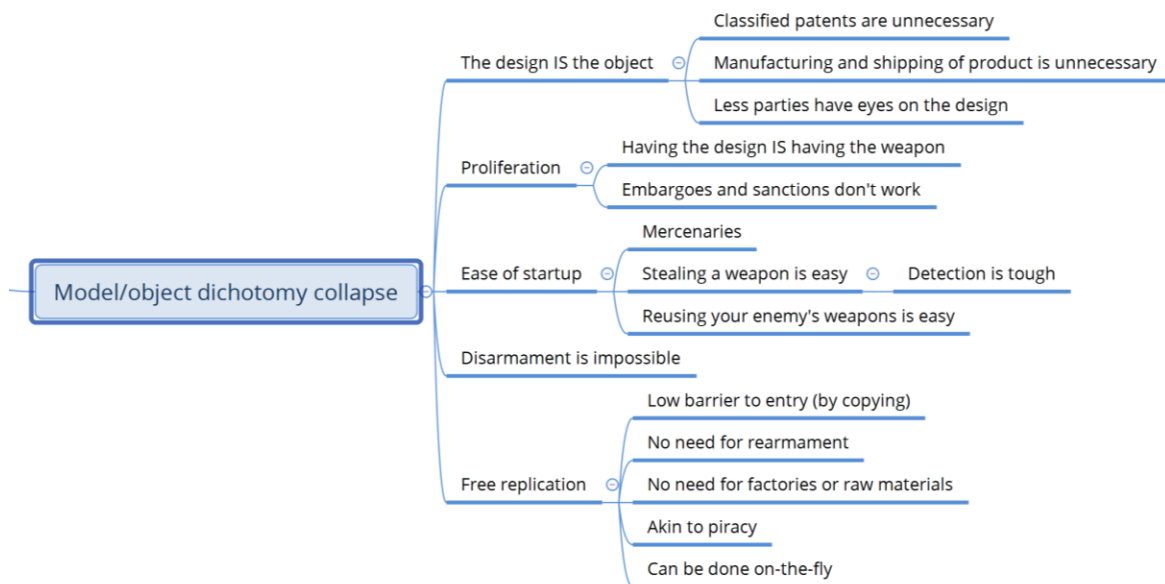 Model/object dichotomy collapse
The design IS the object
Classified patents are unnecessary
Manufacturing and shipping of product is unnecessary
Less parties have eyes on the design
Proliferation
Having the design IS having the weapon
Embargoes and sanctions don't work
Ease of startup
Mercenaries
Stealing a weapon is easy
Detection is tough
Reusing your enemy's weapons is easy
Disarmament is impossible
Free replication
Low barrier to entry (by copying)
No need for rearmament
No need for factories or raw materials
Akin to piracy
Can be done on-the-fly